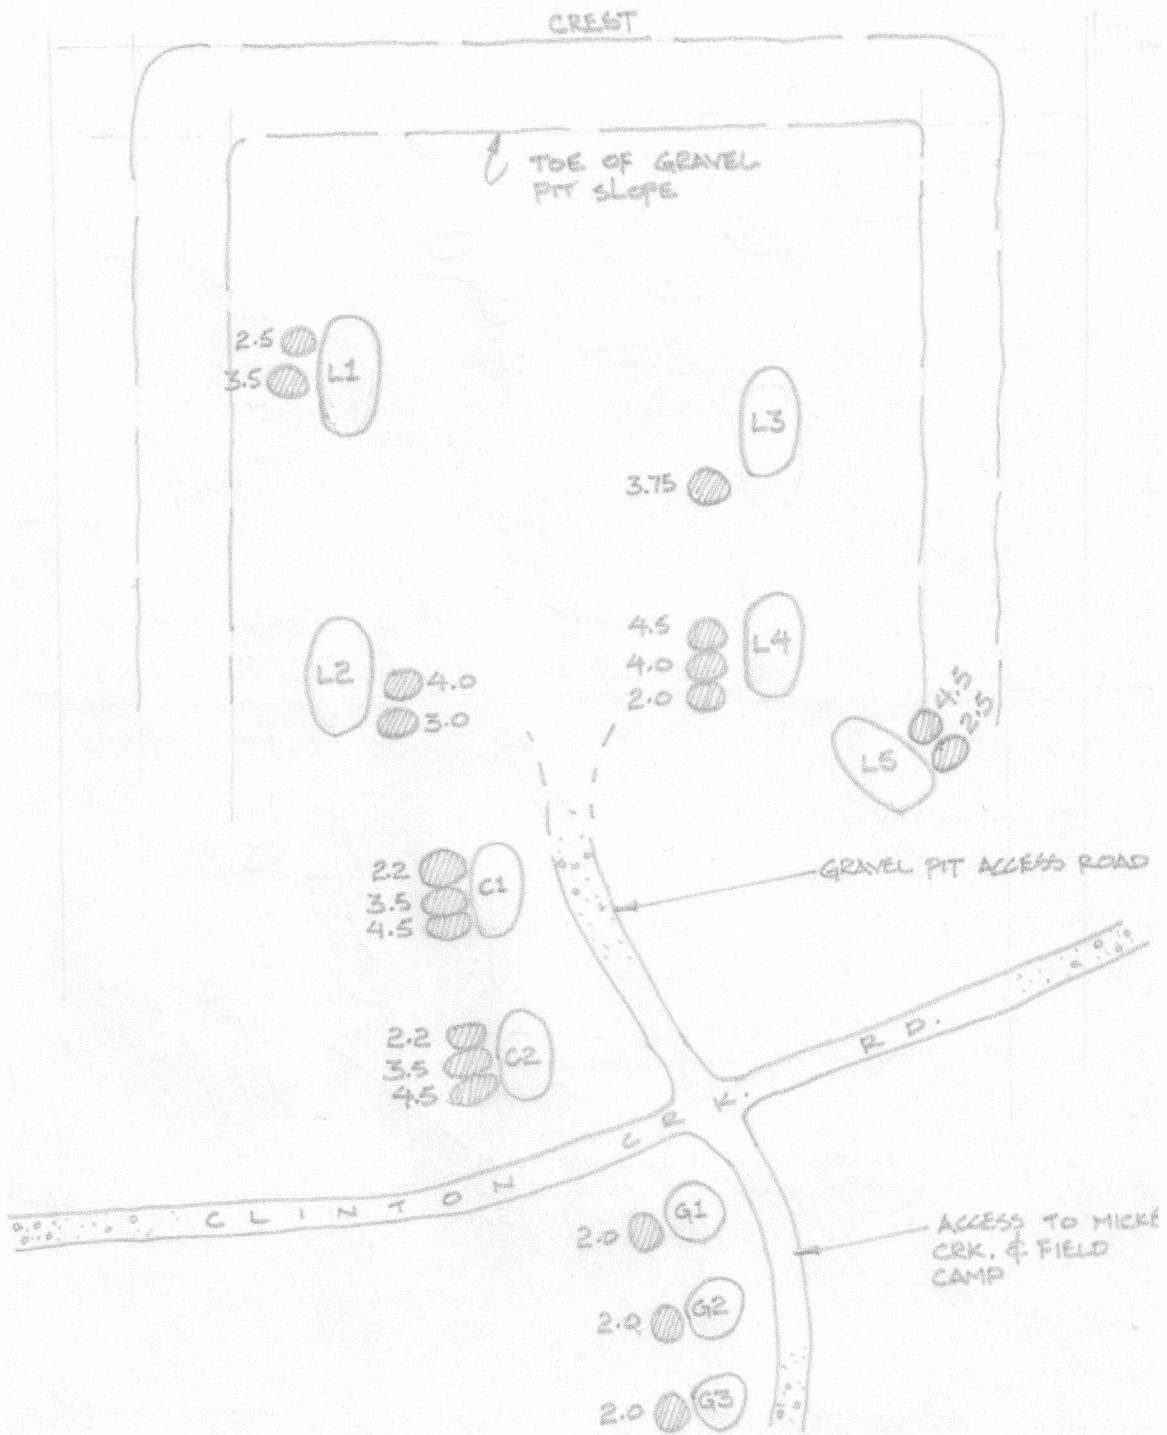 CREST
TOE OF GRAVEL
PIT SLOPE
2.5
3.5
L1
L3
3.75
4.5
4.0
2.0
L4
L2
4.0
3.0
4.5
2.5
L5
2.2
3.5
4.5
C1
GRAVEL PIT ACCESS ROAD
2.2
3.5
4.5
C2
CLINTON CRK. RD.
2.0
G1
ACCESS TO MICKE
CRK. & FIELD
CAMP
2.0
G2
2.0
G3